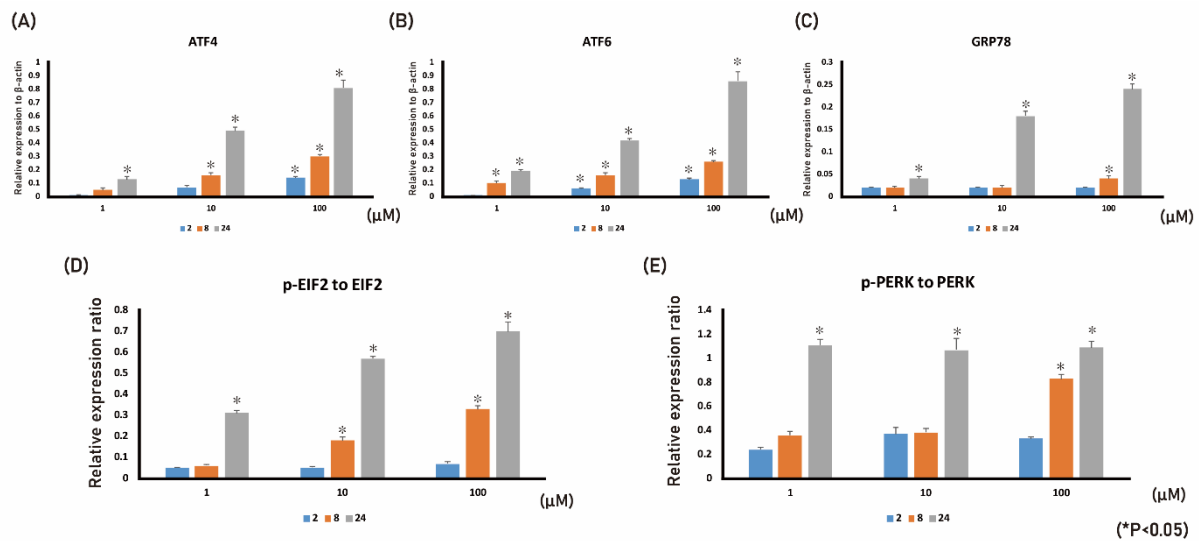 (A)
ATF4
Relative expression to β-actin
1
0.9
0.8
0.7
0.6
0.5
0.4
0.3
0.2
0.1
0
* * * * * *
1 10 100
(μM)
2 8 24
(B)
ATF6
Relative expression to β-actin
1
0.9
0.8
0.7
0.6
0.5
0.4
0.3
0.2
0.1
0
* * * * * * * *
1 10 100
(μM)
2 8 24
(C)
GRP78
Relative expression to β-actin
0.3
0.25
0.2
0.15
0.1
0.05
0
* * * *
1 10 100
(μM)
2 8 24
(D)
p-EIF2 to EIF2
Relative expression ratio
0.8
0.7
0.6
0.5
0.4
0.3
0.2
0.1
0
* * * * *
1 10 100
(μM)
2 8 24
(E)
p-PERK to PERK
Relative expression ratio
1.4
1.2
1
0.8
0.6
0.4
0.2
0
* * * *
1 10 100
(μM)
2 8 24
(*P<0.05)